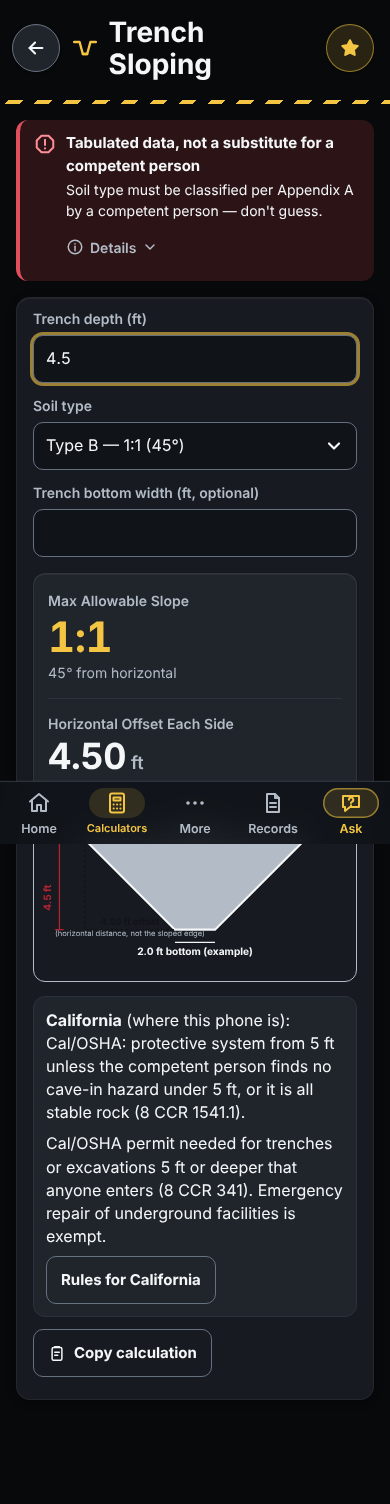 Trench
Sloping
Tabulated data, not a substitute for a
competent person
Soil type must be classified per Appendix A
by a competent person — don't guess.
Details
Trench depth (ft)
4.5
Soil type
Type B — 1:1 (45°)
Trench bottom width (ft, optional)
Max Allowable Slope
1:1
45° from horizontal
Horizontal Offset Each Side
4.50 ft
Home
Calculators
More
Records
Ask
4.5 ft
(horizontal distance, not the sloped edge)
2.0 ft bottom (example)
California (where this phone is):
Cal/OSHA: protective system from 5 ft
unless the competent person finds no
cave-in hazard under 5 ft, or it is all
stable rock (8 CCR 1541.1).
Cal/OSHA permit needed for trenches
or excavations 5 ft or deeper that
anyone enters (8 CCR 341). Emergency
repair of underground facilities is
exempt.
Rules for California
Copy calculation